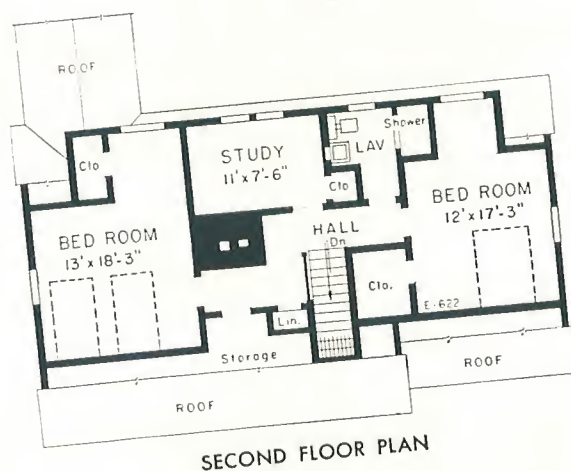 ROOF
Clo
STUDY
11' x 7'-6"
LAV
Shower
Clo
BED ROOM
13' x 18'-3"
HALL
Dn
BED ROOM
12' x 17'-3"
Clo.
E-622
Lin.
Storage
ROOF
ROOF
SECOND FLOOR PLAN